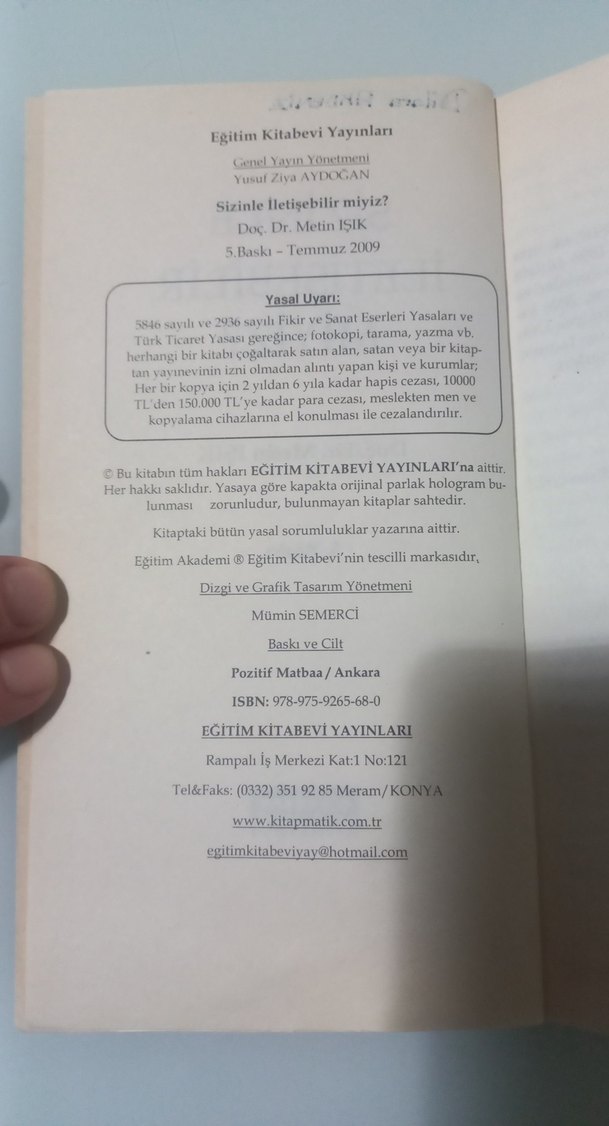 Eğitim Kitabevi Yayınları
Genel Yayın Yönetmeni
Yusuf Ziya AYDOĞAN
Sizinle İletişebilir miyiz?
Doç. Dr. Metin IŞIK
5.Baskı – Temmuz 2009
Yasal Uyarı:
5846 sayılı ve 2936 sayılı Fikir ve Sanat Eserleri Yasaları ve
Türk Ticaret Yasası gereğince; fotokopi, tarama, yazma vb.
herhangi bir kitabı çoğaltarak satın alan, satan veya bir kitap-
tan yayınevinin izni olmadan alıntı yapan kişi ve kurumlar;
Her bir kopya için 2 yıldan 6 yıla kadar hapis cezası, 10000
TL'den 150.000 TL'ye kadar para cezası, meslekten men ve
kopyalama cihazlarına el konulması ile cezalandırılır.
© Bu kitabın tüm hakları EĞİTİM KİTABEVİ YAYINLARI'na aittir.
Her hakkı saklıdır. Yasaya göre kapakta orijinal parlak hologram bu-
lunması zorunludur, bulunmayan kitaplar sahtedir.
Kitaptaki bütün yasal sorumluluklar yazarına aittir.
Eğitim Akademi ® Eğitim Kitabevi'nin tescilli markasıdır.
Dizgi ve Grafik Tasarım Yönetmeni
Mümin SEMERCİ
Baskı ve Cilt
Pozitif Matbaa / Ankara
ISBN: 978-975-9265-68-0
EĞİTİM KİTABEVİ YAYINLARI
Rampalı İş Merkezi Kat:1 No:121
Tel&Faks: (0332) 351 92 85 Meram/KONYA
www.kitapmatik.com.tr
egitimkitabeviyay@hotmail.com